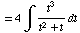 = 4 ∫ t³/(t² + t) dt